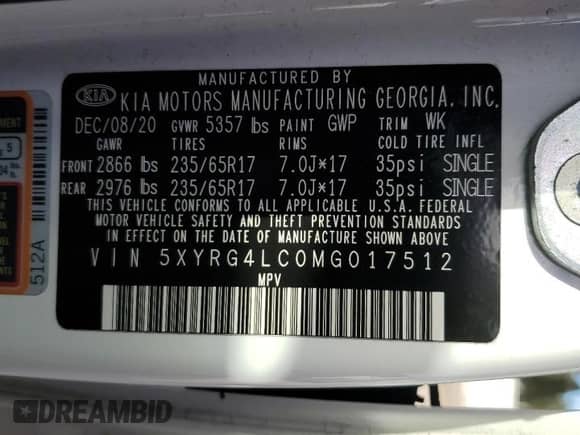 MANUFACTURED BY
KIA KIA MOTORS MANUFACTURING GEORGIA, INC.
DEC/08/20 GVWR 5357 lbs PAINT GWP TRIM WK
GAWR TIRES RIMS COLD TIRE INFL
FRONT 2866 lbs 235/65R17 7.0J*17 35psi SINGLE
REAR 2976 lbs 235/65R17 7.0J*17 35psi SINGLE
THIS VEHICLE CONFORMS TO ALL APPLICABLE U.S.A. FEDERAL
MOTOR VEHICLE SAFETY AND THEFT PREVENTION STANDARDS
IN EFFECT ON THE DATE OF MANUFACTURE SHOWN ABOVE
VIN 5XYRG4LC0MG017512
MPV
5
512A
DREAMBID